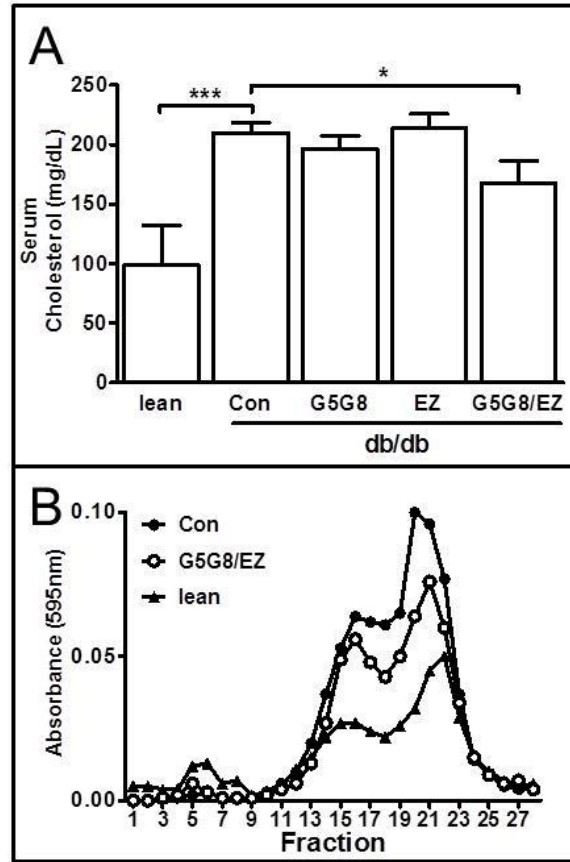 A
***
*
Serum
Cholesterol (mg/dL)
250
200
150
100
50
0
lean Con G5G8 EZ G5G8/EZ
db/db
B
Con
G5G8/EZ
lean
Absorbance (595nm)
0.10
0.05
0.00
1 3 5 7 9 11 13 15 17 19 21 23 25 27
Fraction